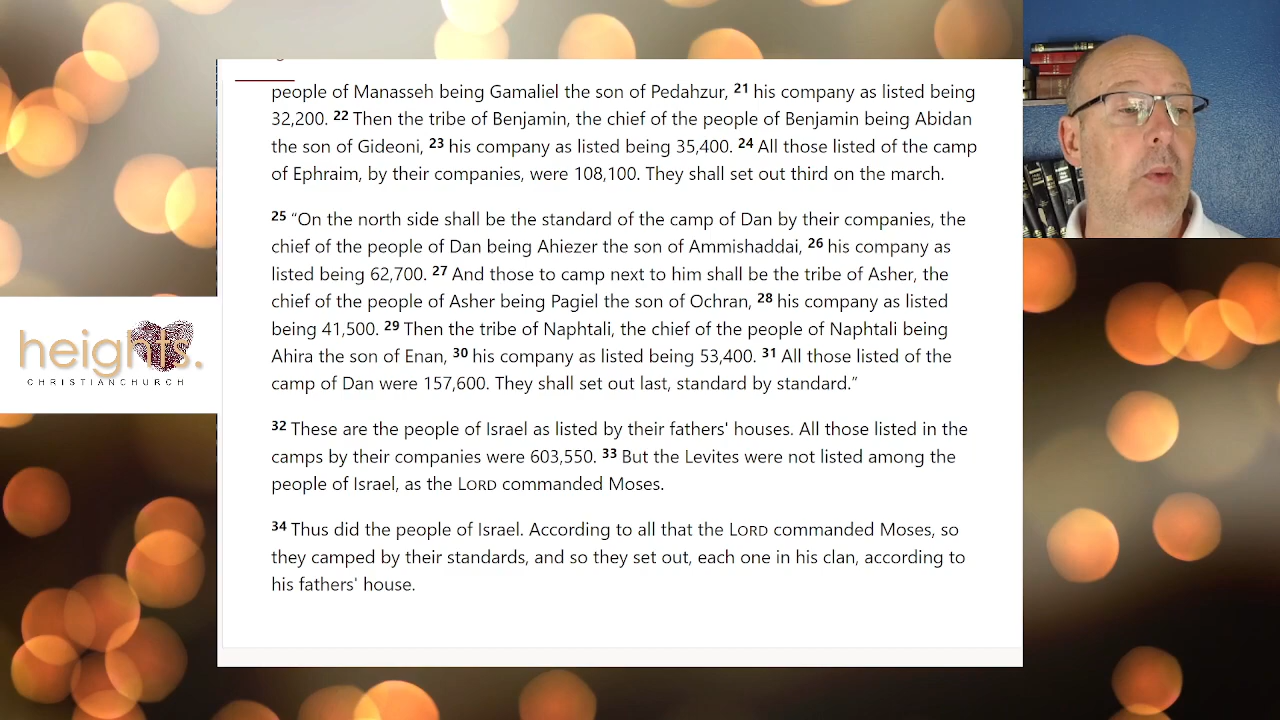 people of Manasseh being Gamaliel the son of Pedahzur, 21 his company as listed being
32,200. 22 Then the tribe of Benjamin, the chief of the people of Benjamin being Abidan
the son of Gideoni, 23 his company as listed being 35,400. 24 All those listed of the camp
of Ephraim, by their companies, were 108,100. They shall set out third on the march.
25 “On the north side shall be the standard of the camp of Dan by their companies, the
chief of the people of Dan being Ahiezer the son of Ammishaddai, 26 his company as
listed being 62,700. 27 And those to camp next to him shall be the tribe of Asher, the
chief of the people of Asher being Pagiel the son of Ochran, 28 his company as listed
being 41,500. 29 Then the tribe of Naphtali, the chief of the people of Naphtali being
Ahira the son of Enan, 30 his company as listed being 53,400. 31 All those listed of the
camp of Dan were 157,600. They shall set out last, standard by standard.”
32 These are the people of Israel as listed by their fathers' houses. All those listed in the
camps by their companies were 603,550. 33 But the Levites were not listed among the
people of Israel, as the LORD commanded Moses.
34 Thus did the people of Israel. According to all that the LORD commanded Moses, so
they camped by their standards, and so they set out, each one in his clan, according to
his fathers' house.
heights.
CHRISTIANCHURCH